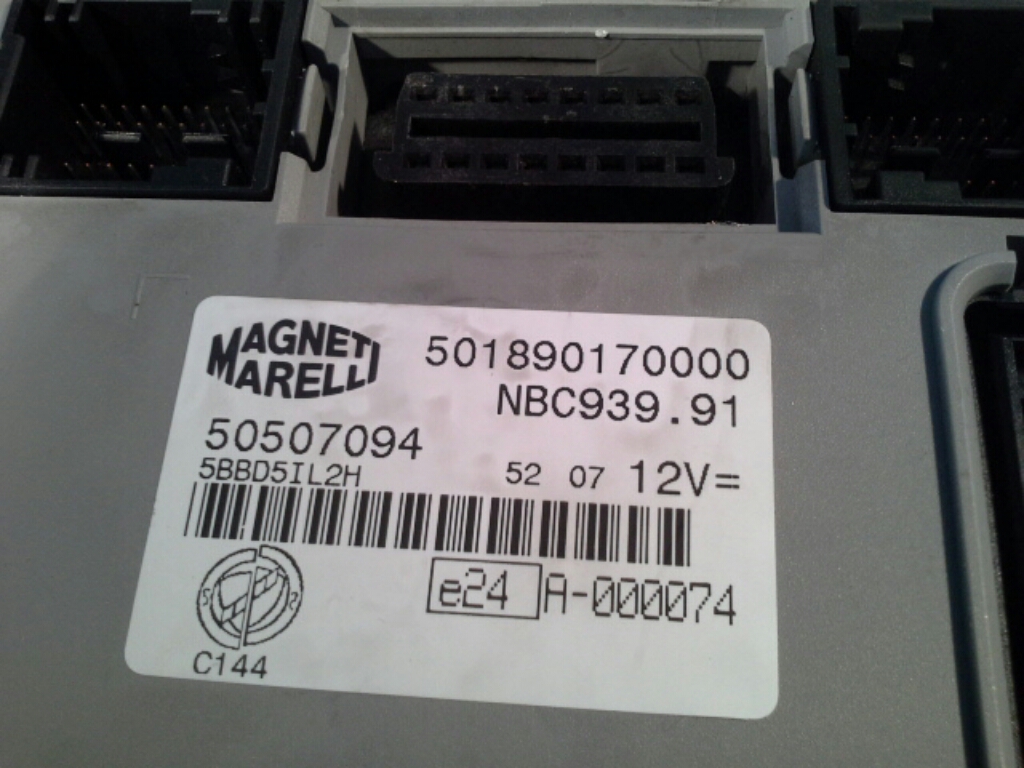 MAGNETI
MARELLI
501890170000
NBC939.91
50507094
5BBD5IL2H 52 07 12V=
e24 A-000074
C144